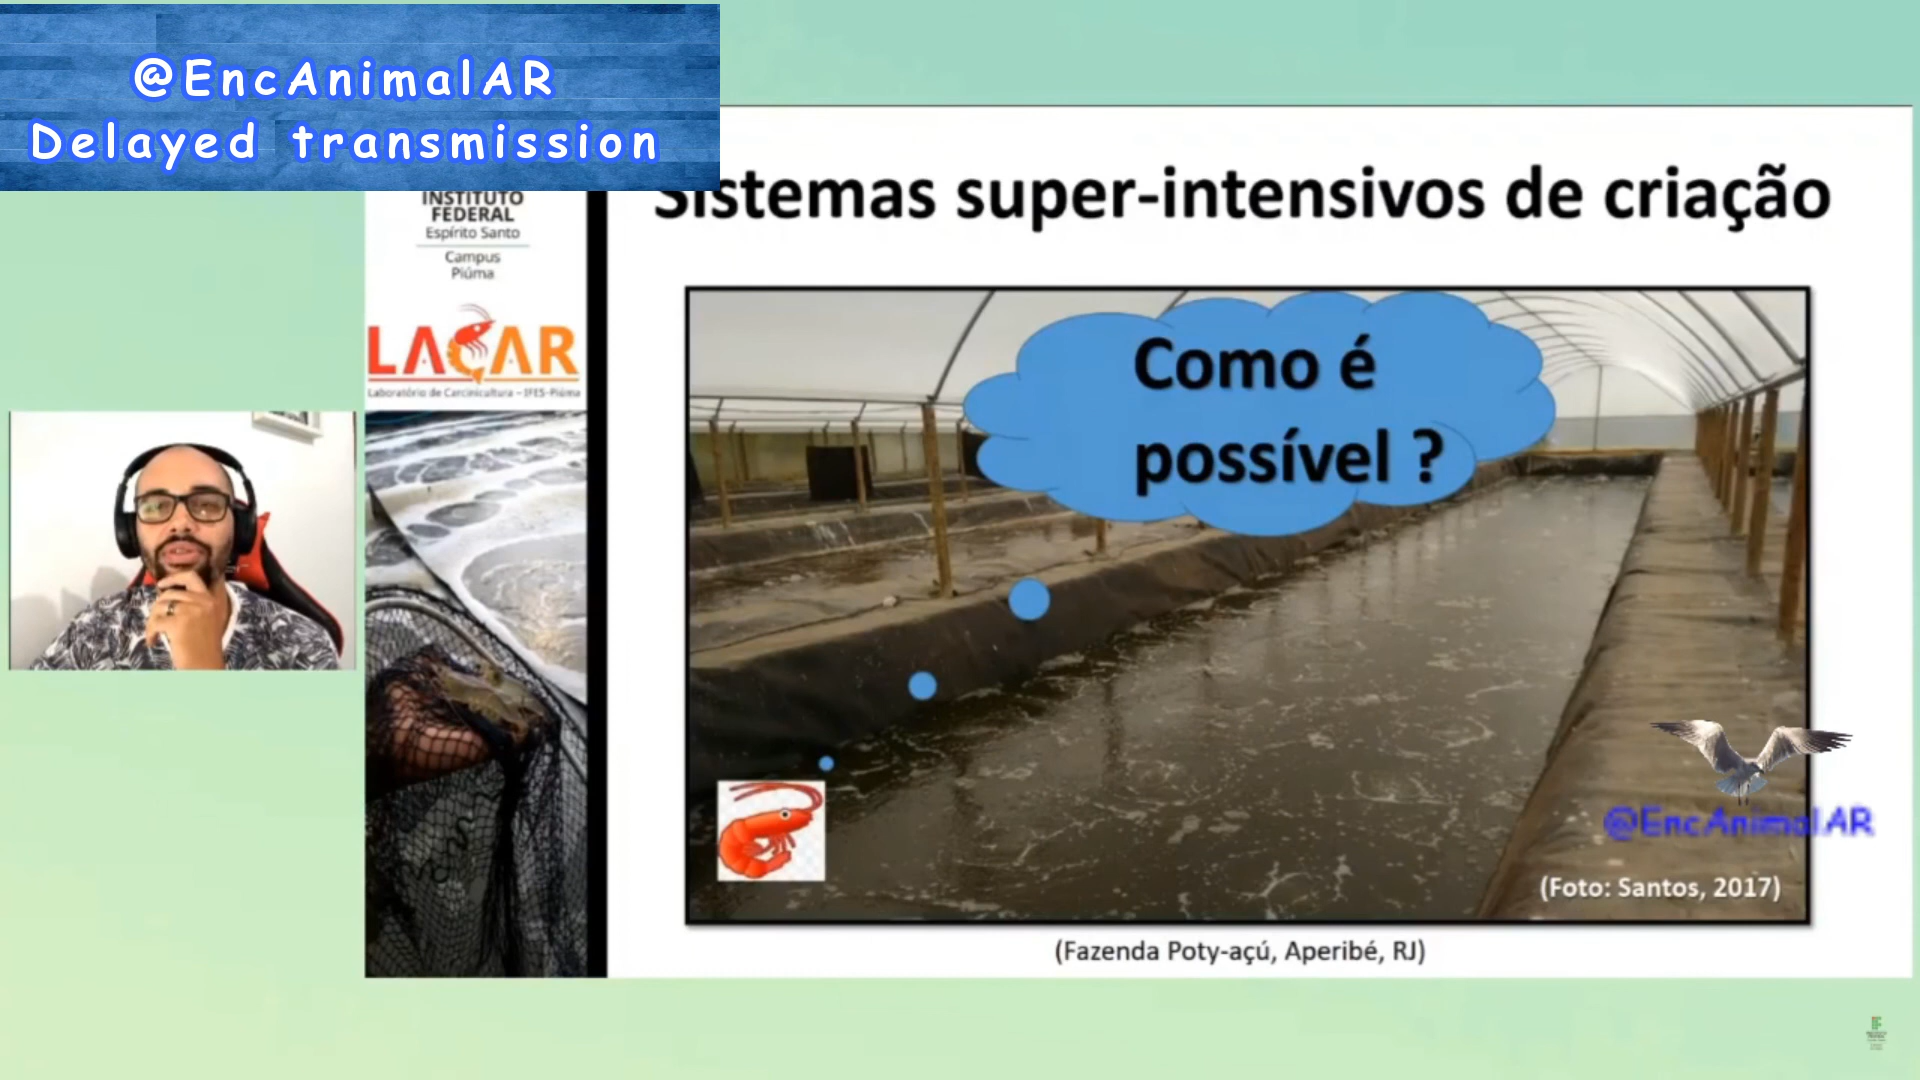 @EncAnimalAR
Delayed transmission
INSTITUTO
FEDERAL
Espírito Santo
Campus
Piúma
LACAR
Laboratório de Carcinicultura – IFES-Piúma
Sistemas super-intensivos de criação
Como é
possível ?
@EncAnimalAR
(Foto: Santos, 2017)
(Fazenda Poty-açú, Aperibé, RJ)